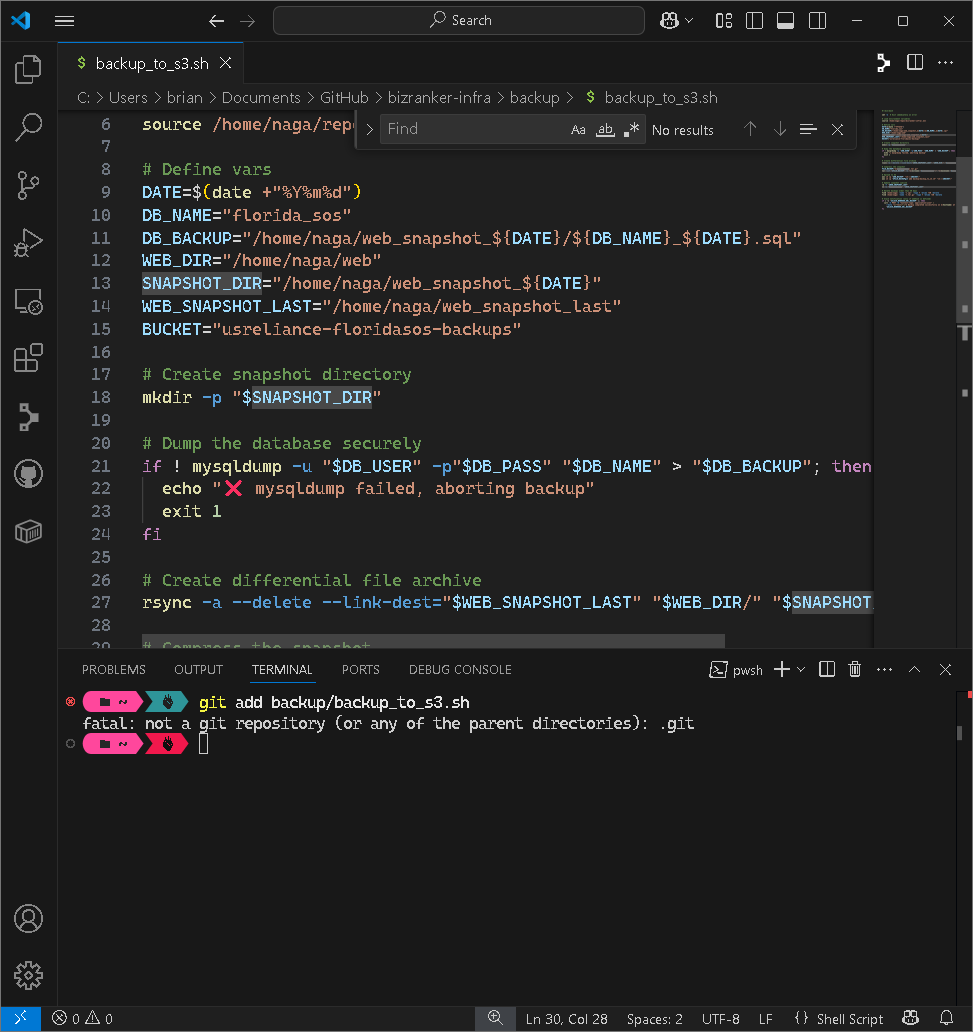 Search
$ backup_to_s3.sh
C: > Users > brian > Documents > GitHub > bizranker-infra > backup > $ backup_to_s3.sh
Find Aa ab .* No results
6 source /home/naga/rep
7
8 # Define vars
9 DATE=$(date +"%Y%m%d")
10 DB_NAME="florida_sos"
11 DB_BACKUP="/home/naga/web_snapshot_${DATE}/${DB_NAME}_${DATE}.sql"
12 WEB_DIR="/home/naga/web"
13 SNAPSHOT_DIR="/home/naga/web_snapshot_${DATE}"
14 WEB_SNAPSHOT_LAST="/home/naga/web_snapshot_last"
15 BUCKET="usreliance-floridasos-backups"
16
17 # Create snapshot directory
18 mkdir -p "$SNAPSHOT_DIR"
19
20 # Dump the database securely
21 if ! mysqldump -u "$DB_USER" -p"$DB_PASS" "$DB_NAME" > "$DB_BACKUP"; then
22 echo "❌ mysqldump failed, aborting backup"
23 exit 1
24 fi
25
26 # Create differential file archive
27 rsync -a --delete --link-dest="$WEB_SNAPSHOT_LAST" "$WEB_DIR/" "$SNAPSHOT
28
29 # Compress the snapshot
PROBLEMS OUTPUT TERMINAL PORTS DEBUG CONSOLE pwsh
~ git add backup/backup_to_s3.sh
fatal: not a git repository (or any of the parent directories): .git
~
0 0 Ln 30, Col 28 Spaces: 2 UTF-8 LF {} Shell Script